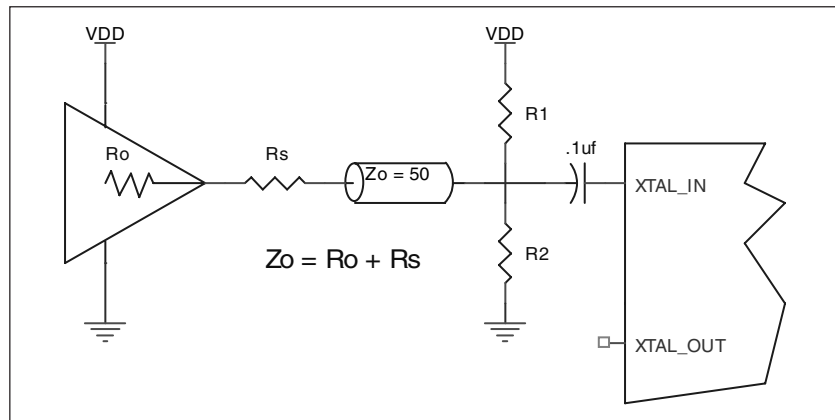 VDD
VDD
R1
Ro
Rs
Zo = 50
.1uf
XTAL_IN
Zo = Ro + Rs
R2
XTAL_OUT